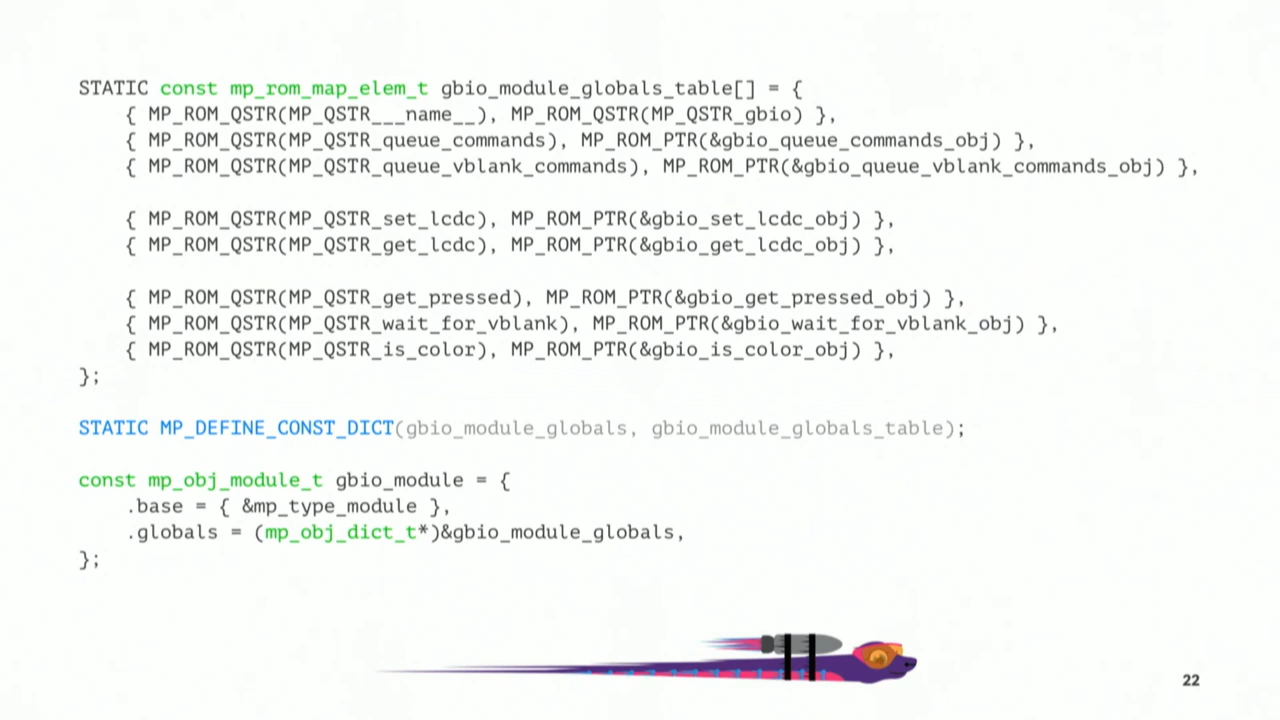 STATIC const mp_rom_map_elem_t gbio_module_globals_table[] = {
{ MP_ROM_QSTR(MP_QSTR___name__), MP_ROM_QSTR(MP_QSTR_gbio) },
{ MP_ROM_QSTR(MP_QSTR_queue_commands), MP_ROM_PTR(&gbio_queue_commands_obj) },
{ MP_ROM_QSTR(MP_QSTR_queue_vblank_commands), MP_ROM_PTR(&gbio_queue_vblank_commands_obj) },
{ MP_ROM_QSTR(MP_QSTR_set_lcdc), MP_ROM_PTR(&gbio_set_lcdc_obj) },
{ MP_ROM_QSTR(MP_QSTR_get_lcdc), MP_ROM_PTR(&gbio_get_lcdc_obj) },
{ MP_ROM_QSTR(MP_QSTR_get_pressed), MP_ROM_PTR(&gbio_get_pressed_obj) },
{ MP_ROM_QSTR(MP_QSTR_wait_for_vblank), MP_ROM_PTR(&gbio_wait_for_vblank_obj) },
{ MP_ROM_QSTR(MP_QSTR_is_color), MP_ROM_PTR(&gbio_is_color_obj) },
};
STATIC MP_DEFINE_CONST_DICT(gbio_module_globals, gbio_module_globals_table);
const mp_obj_module_t gbio_module = {
.base = { &mp_type_module },
.globals = (mp_obj_dict_t*)&gbio_module_globals,
};
22